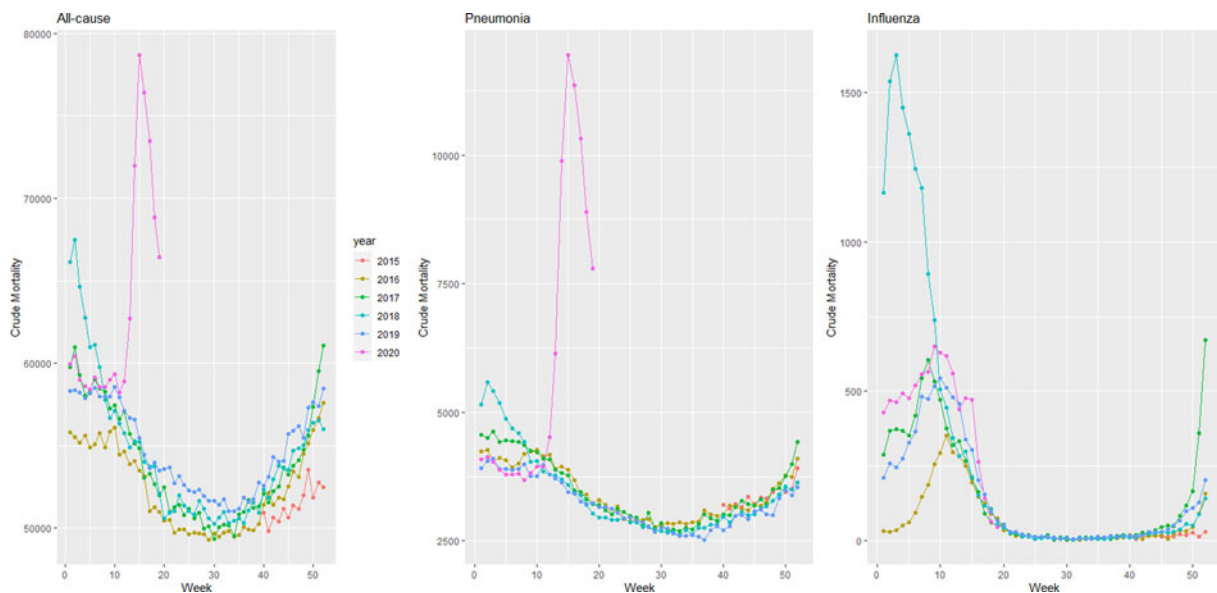 All-cause
80000
70000
60000
50000
Crude Mortality
0 10 20 30 40 50
Week
year
2015
2016
2017
2018
2019
2020
Pneumonia
10000
7500
5000
2500
Crude Mortality
0 10 20 30 40 50
Week
Influenza
1500
1000
500
0
Crude Mortality
0 10 20 30 40 50
Week